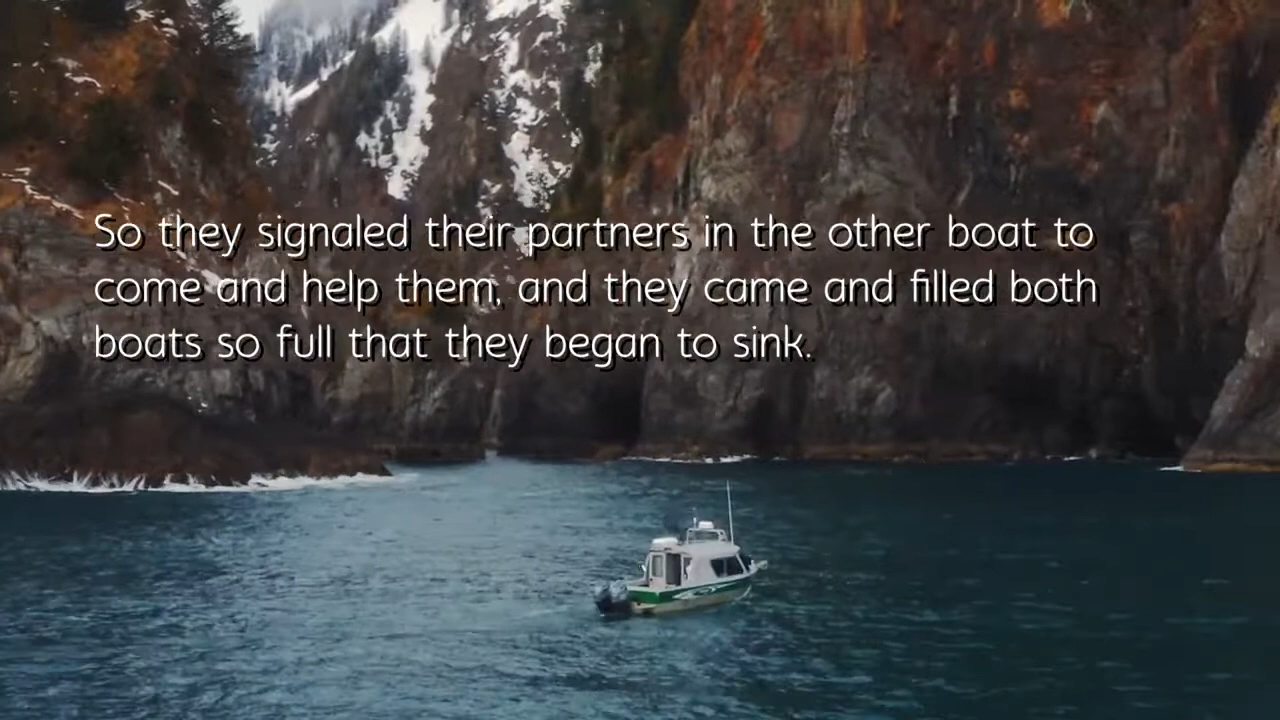 So they signaled their partners in the other boat to
come and help them, and they came and filled both
boats so full that they began to sink.